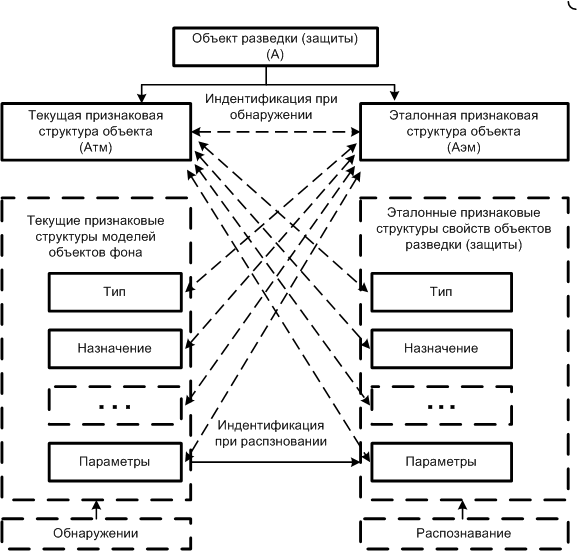 Объект разведки (защиты)
(А)
Текущая признаковая
структура объекта
(Атм)
Индентификация при
обнаружении
Эталонная признаковая
структура объекта
(Аэм)
Текущие признаковые
структуры моделей
объектов фона
Эталонные признаковые
структуры свойств объектов
разведки (защиты)
Тип
Тип
Назначение
Назначение
...
...
Индентификация
при распзновании
Параметры
Параметры
Обнаружении
Распознавание